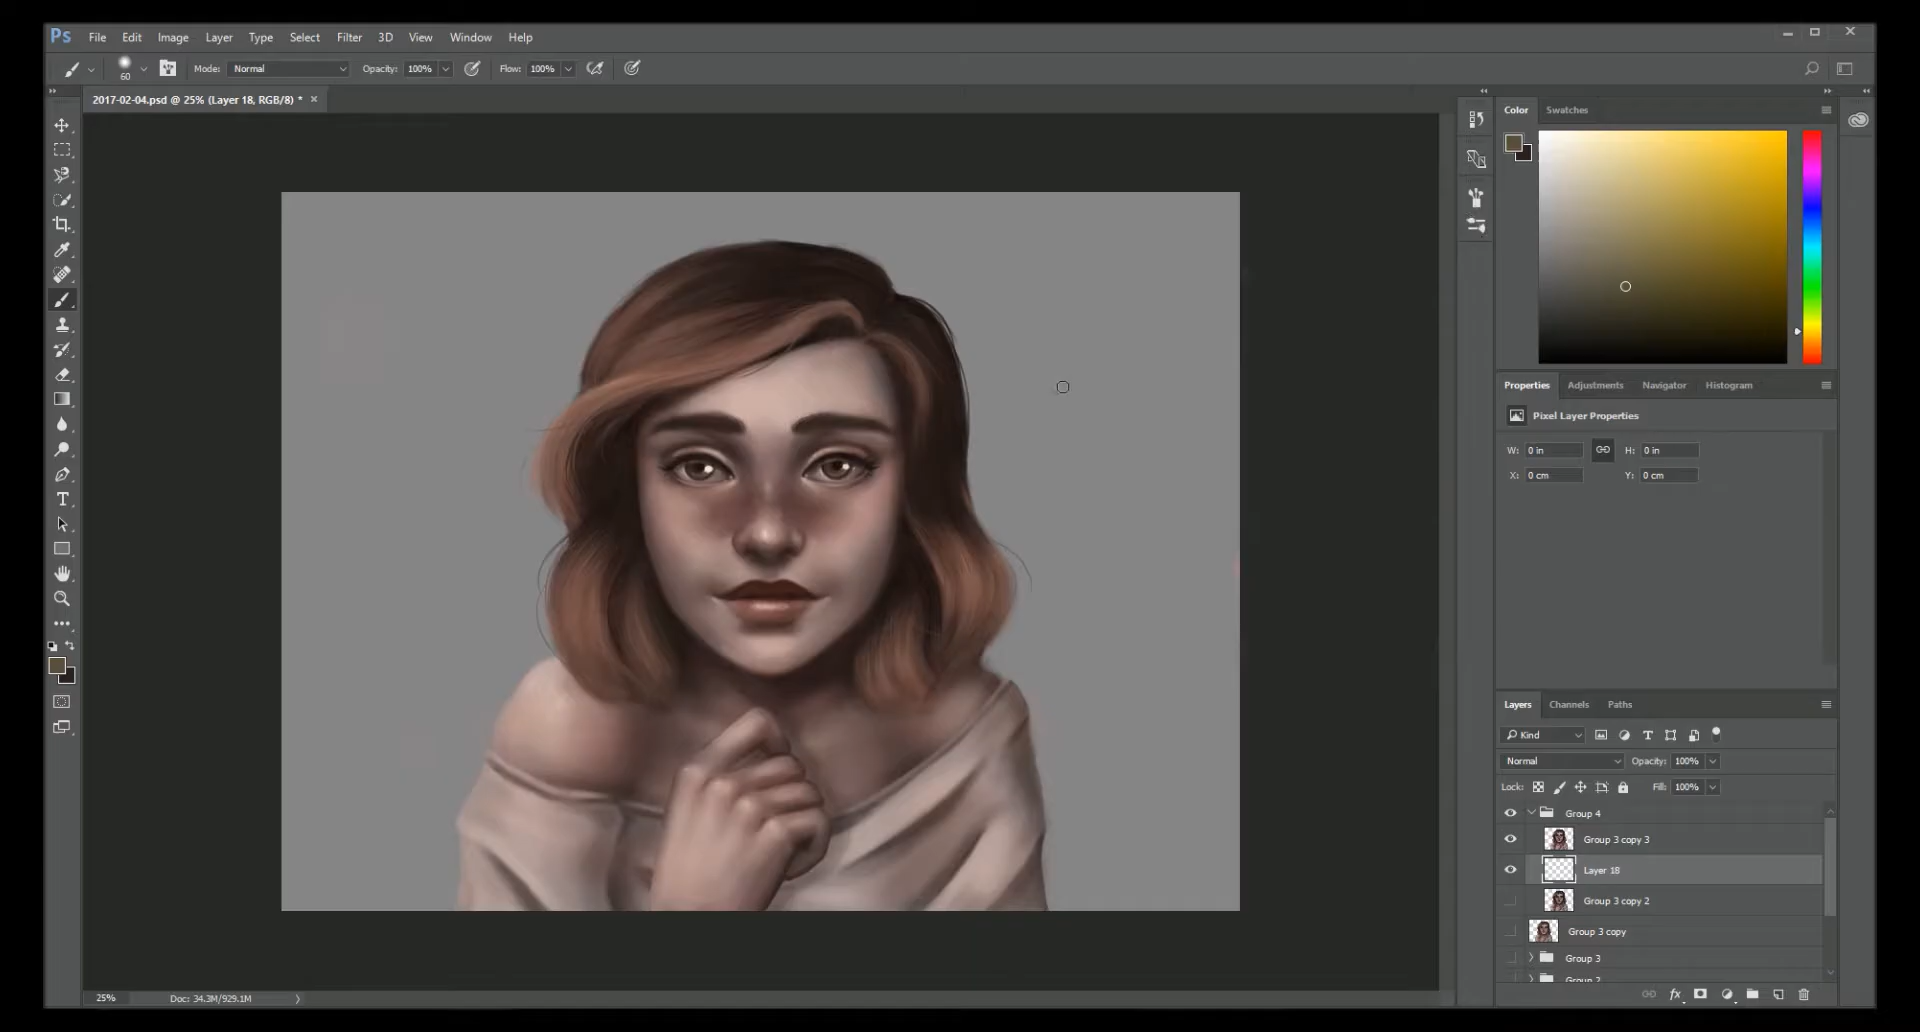 Ps File Edit Image Layer Type Select Filter 3D View Window Help
60 Mode: Normal Opacity: 100% Flow: 100%
2017-02-04.psd @ 25% (Layer 18, RGB/8) * ×
Color Swatches
Properties Adjustments Navigator Histogram
Pixel Layer Properties
W: 0 in H: 0 in
X: 0 cm Y: 0 cm
T
Layers Channels Paths
Kind T
Normal Opacity: 100%
Lock: Fill: 100%
Group 4
Group 3 copy 3
Layer 18
Group 3 copy 2
Group 3 copy
Group 3
Group 2
fx
25% Doc: 34.3M/929.1M